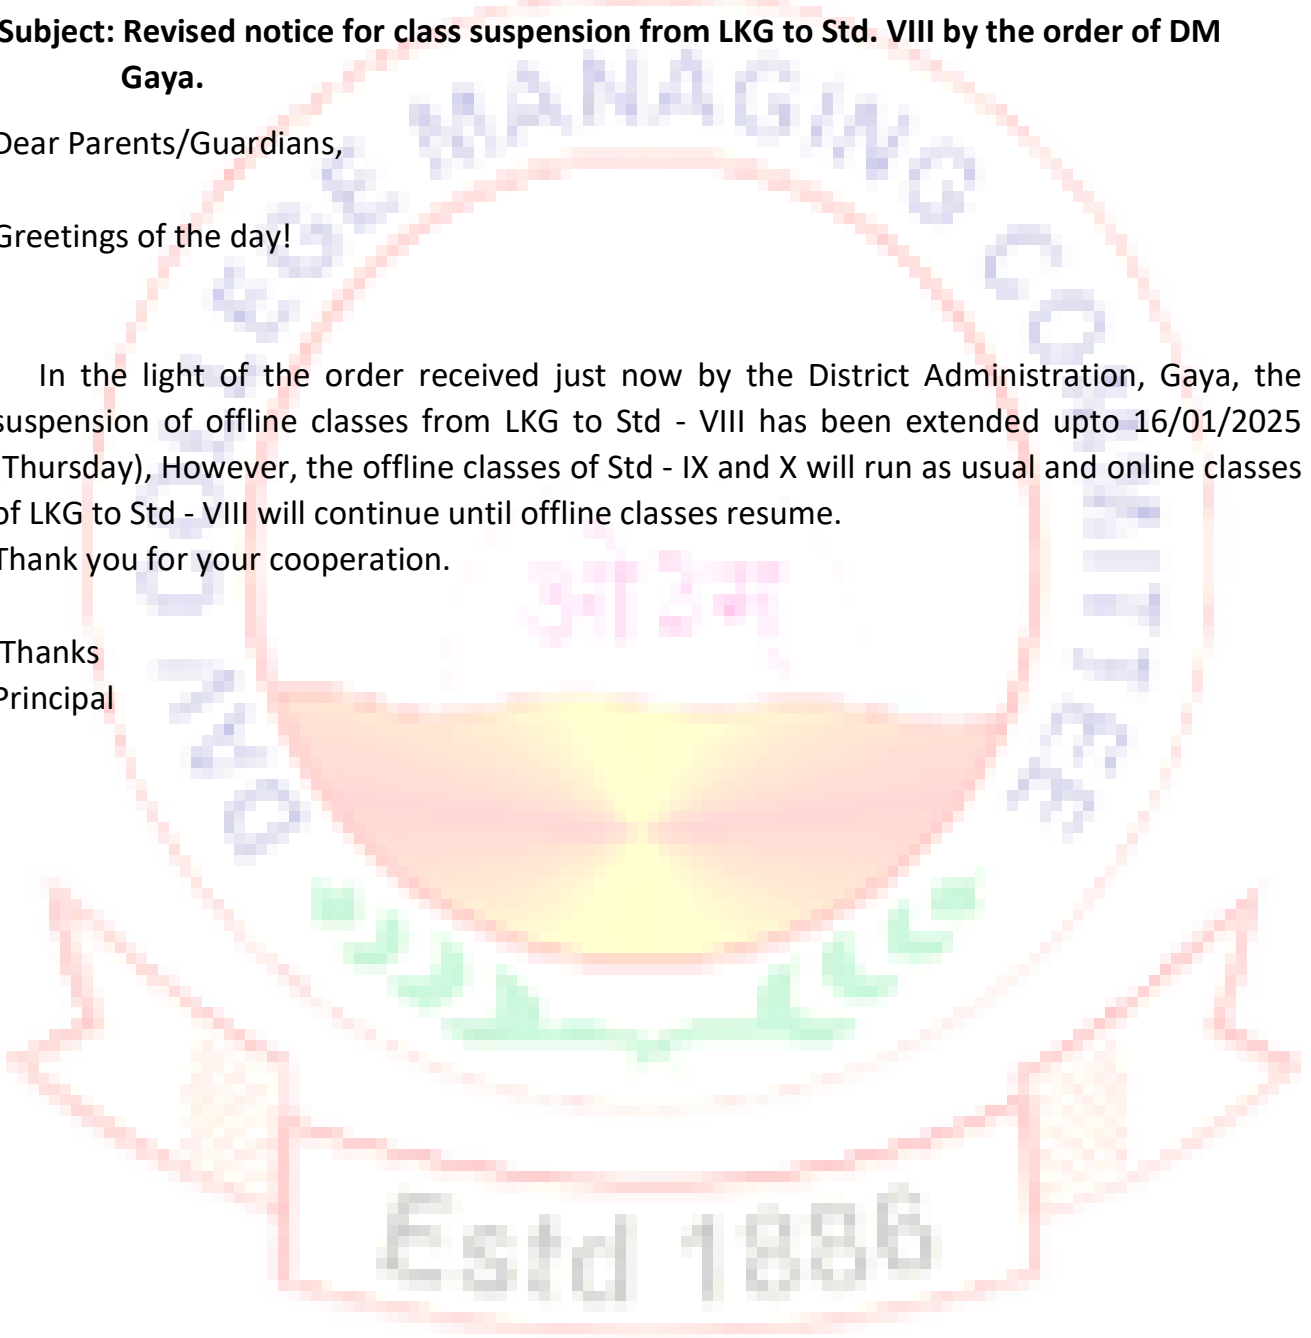 Subject: Revised notice for class suspension from LKG to Std. VIII by the order of DM
Gaya.
Dear Parents/Guardians,
Greetings of the day!
In the light of the order received just now by the District Administration, Gaya, the
suspension of offline classes from LKG to Std - VIII has been extended upto 16/01/2025
(Thursday), However, the offline classes of Std - IX and X will run as usual and online classes
of LKG to Std - VIII will continue until offline classes resume.
Thank you for your cooperation.
Thanks
Principal
DAV COLLEGE MANAGING COMMITTEE
ओ३म्
Estd 1886